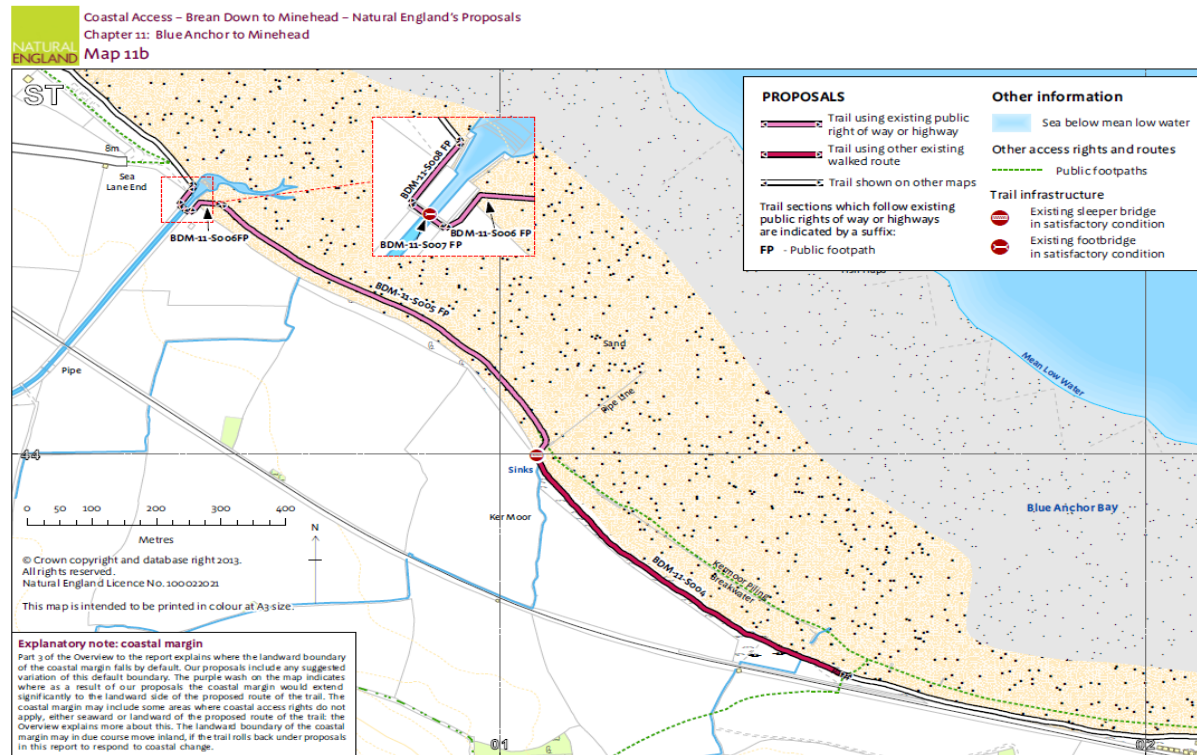 Coastal Access – Brean Down to Minehead – Natural England's Proposals
Chapter 11: Blue Anchor to Minehead
NATURAL
ENGLAND
Map 11b
ST
8m
Sea
Lane End
BDM-11-S006FP
BDM-11-S008 FP
BDM-11-S006 FP
BDM-11-S007 FP
BDM-11-S005 FP
PROPOSALS
Trail using existing public
right of way or highway
Trail using other existing
walked route
Trail shown on other maps
Trail sections which follow existing
public rights of way or highways
are indicated by a suffix:
FP - Public footpath
Other information
Sea below mean low water
Other access rights and routes
Public footpaths
Trail infrastructure
Existing sleeper bridge
in satisfactory condition
Existing footbridge
in satisfactory condition
Sand
Mean Low Water
Pipe
Pipe Line
44
Sinks
Ker Moor
Blue Anchor Bay
BDM-11-S004
Kermoor Piling
Breakwater
0 50 100 200 300 400
Metres
N
© Crown copyright and database right 2013.
All rights reserved.
Natural England Licence No. 100022021
This map is intended to be printed in colour at A3 size.
Explanatory note: coastal margin
Part 3 of the Overview to the report explains where the landward boundary
of the coastal margin falls by default. Our proposals include any suggested
variation of this default boundary. The purple wash on the map indicates
where as a result of our proposals the coastal margin would extend
significantly to the landward side of the proposed route of the trail. The
coastal margin may include some areas where coastal access rights do not
apply, either seaward or landward of the proposed route of the trail: the
Overview explains more about this. The landward boundary of the coastal
margin may in due course move inland, if the trail rolls back under proposals
in this report to respond to coastal change.
01
02